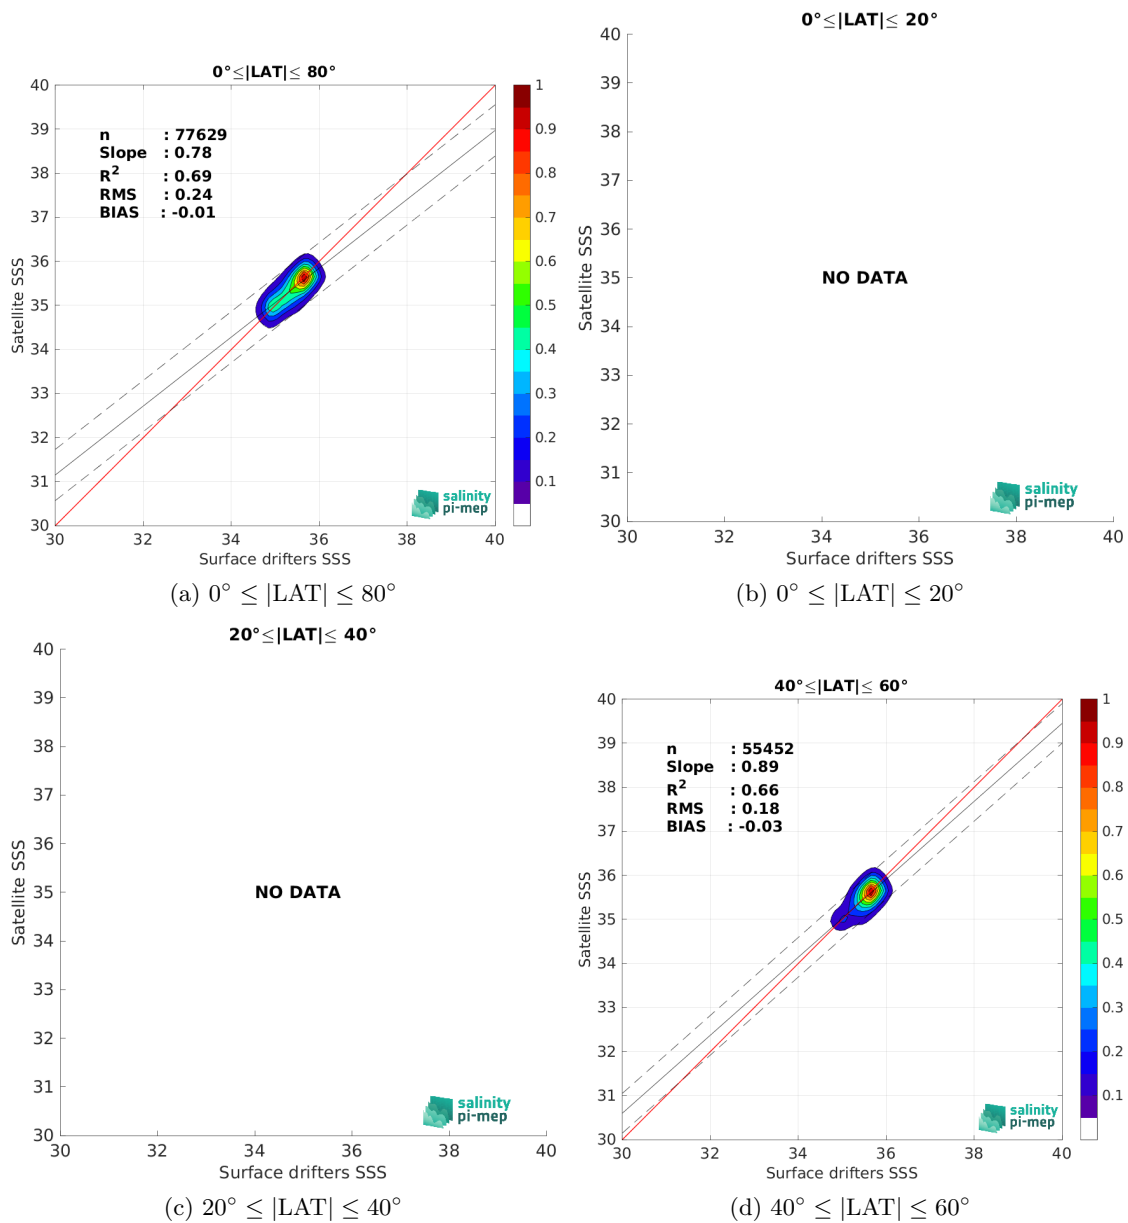 0°≤|LAT|≤ 80°
40
39
38
37
36
35
34
33
32
31
30
Satellite SSS
n : 77629
Slope : 0.78
R² : 0.69
RMS : 0.24
BIAS : -0.01
salinity
pi-mep
30 32 34 36 38 40
Surface drifters SSS
1
0.9
0.8
0.7
0.6
0.5
0.4
0.3
0.2
0.1
(a) 0° ≤ |LAT| ≤ 80°
0°≤|LAT|≤ 20°
40
39
38
37
36
35
34
33
32
31
30
Satellite SSS
NO DATA
salinity
pi-mep
30 32 34 36 38 40
Surface drifters SSS
(b) 0° ≤ |LAT| ≤ 20°
20°≤|LAT|≤ 40°
40
39
38
37
36
35
34
33
32
31
30
Satellite SSS
NO DATA
salinity
pi-mep
30 32 34 36 38 40
Surface drifters SSS
(c) 20° ≤ |LAT| ≤ 40°
40°≤|LAT|≤ 60°
40
39
38
37
36
35
34
33
32
31
30
Satellite SSS
n : 55452
Slope : 0.89
R² : 0.66
RMS : 0.18
BIAS : -0.03
salinity
pi-mep
30 32 34 36 38 40
Surface drifters SSS
1
0.9
0.8
0.7
0.6
0.5
0.4
0.3
0.2
0.1
(d) 40° ≤ |LAT| ≤ 60°